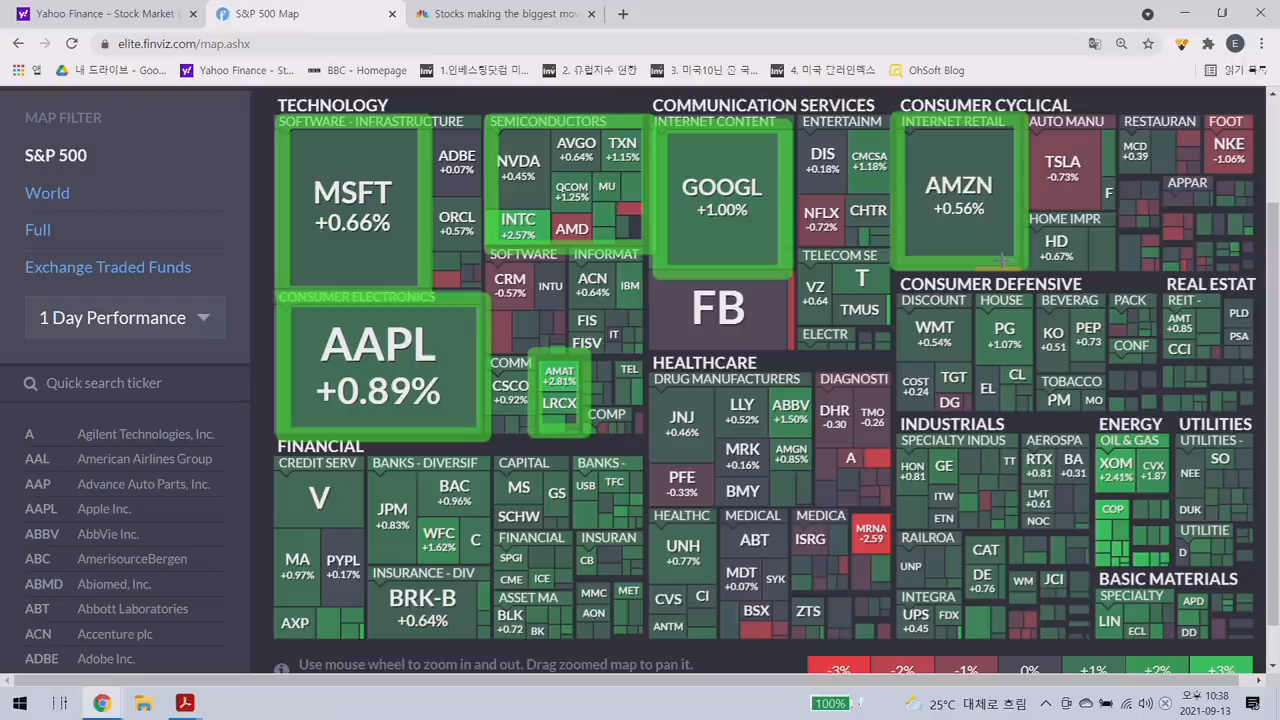 Yahoo Finance - Stock Market L
S&P 500 Map
Stocks making the biggest mov
elite.finviz.com/map.ashx
E
앱
내 드라이브 - Goo...
Yahoo Finance - St...
BBC - Homepage
1.인베스팅닷컴 미...
2. 유럽지수 현황
3. 미국10년 존 국...
4. 미국 달러인덱스
OhSoft Blog
읽기 목록
MAP FILTER
S&P 500
World
Full
Exchange Traded Funds
1 Day Performance
Quick search ticker
A Agilent Technologies, Inc.
AAL American Airlines Group
AAP Advance Auto Parts, Inc.
AAPL Apple Inc.
ABBV AbbVie Inc.
ABC AmerisourceBergen
ABMD Abiomed, Inc.
ABT Abbott Laboratories
ACN Accenture plc
ADBE Adobe Inc.
TECHNOLOGY
SOFTWARE - INFRASTRUCTURE
MSFT
+0.66%
ADBE
+0.07%
ORCL
+0.57%
SEMICONDUCTORS
NVDA
+0.45%
AVGO
+0.64%
TXN
+1.15%
QCOM
+1.25%
MU
INTC
+2.57%
AMD
CONSUMER ELECTRONICS
AAPL
+0.89%
SOFTWARE
CRM
-0.57%
INTU
INFORMAT
ACN
+0.64%
IBM
FIS
IT
FISV
COMM
CSCO
+0.92%
AMAT
+2.81%
LRCX
TEL
COMP
COMMUNICATION SERVICES
INTERNET CONTENT
GOOGL
+1.00%
FB
ENTERTAINM
DIS
+0.18%
CMCSA
+1.18%
NFLX
-0.72%
CHTR
TELECOM SE
VZ
+0.64
T
TMUS
ELECTR
CONSUMER CYCLICAL
INTERNET RETAIL
AMZN
+0.56%
AUTO MANU
TSLA
-0.73%
F
RESTAURAN
MCD
+0.39
FOOT
NKE
-1.06%
APPAR
HOME IMPR
HD
+0.67%
CONSUMER DEFENSIVE
DISCOUNT
WMT
+0.54%
COST
+0.24
TGT
DG
HOUSE
PG
+1.07%
EL
CL
BEVERAG
KO
+0.51
PEP
+0.73
TOBACCO
PM
MO
PACK
CONF
REAL ESTAT
REIT -
AMT
+0.85
CCI
PLD
PSA
FINANCIAL
CREDIT SERV
V
MA
+0.97%
PYPL
+0.17%
AXP
BANKS - DIVERSIF
JPM
+0.83%
BAC
+0.96%
WFC
+1.62%
C
INSURANCE - DIV
BRK-B
+0.64%
CAPITAL
MS
GS
SCHW
FINANCIAL
SPGI
CME
ICE
ASSET MA
BLK
+0.72
BK
BANKS -
USB
TFC
INSURAN
CB
MMC
AON
MET
HEALTHCARE
DRUG MANUFACTURERS
JNJ
+0.46%
LLY
+0.52%
ABBV
+1.50%
PFE
-0.33%
MRK
+0.16%
AMGN
+0.85%
BMY
DIAGNOSTI
DHR
-0.30
TMO
-0.26
A
HEALTHC
UNH
+0.77%
CVS
CI
ANTM
MEDICAL
ABT
MDT
+0.07%
SYK
BSX
MEDICA
ISRG
MRNA
-2.59
ZTS
INDUSTRIALS
SPECIALTY INDUS
HON
+0.81
GE
TT
ITW
ETN
AEROSPA
RTX
+0.81
BA
+0.31
LMT
+0.61
NOC
RAILROA
UNP
CAT
DE
+0.76
WM
JCI
INTEGRA
UPS
+0.45
FDX
ENERGY
OIL & GAS
XOM
+2.41%
CVX
+1.87
COP
UTILITIES
UTILITIES -
NEE
SO
DUK
UTILITIE
D
BASIC MATERIALS
SPECIALTY
LIN
ECL
APD
DD
Use mouse wheel to zoom in and out. Drag zoomed map to pan it.
-3%
-2%
-1%
0%
+1%
+2%
+3%
100%
25°C 대체로 흐림
오후 10:38
2021-09-13